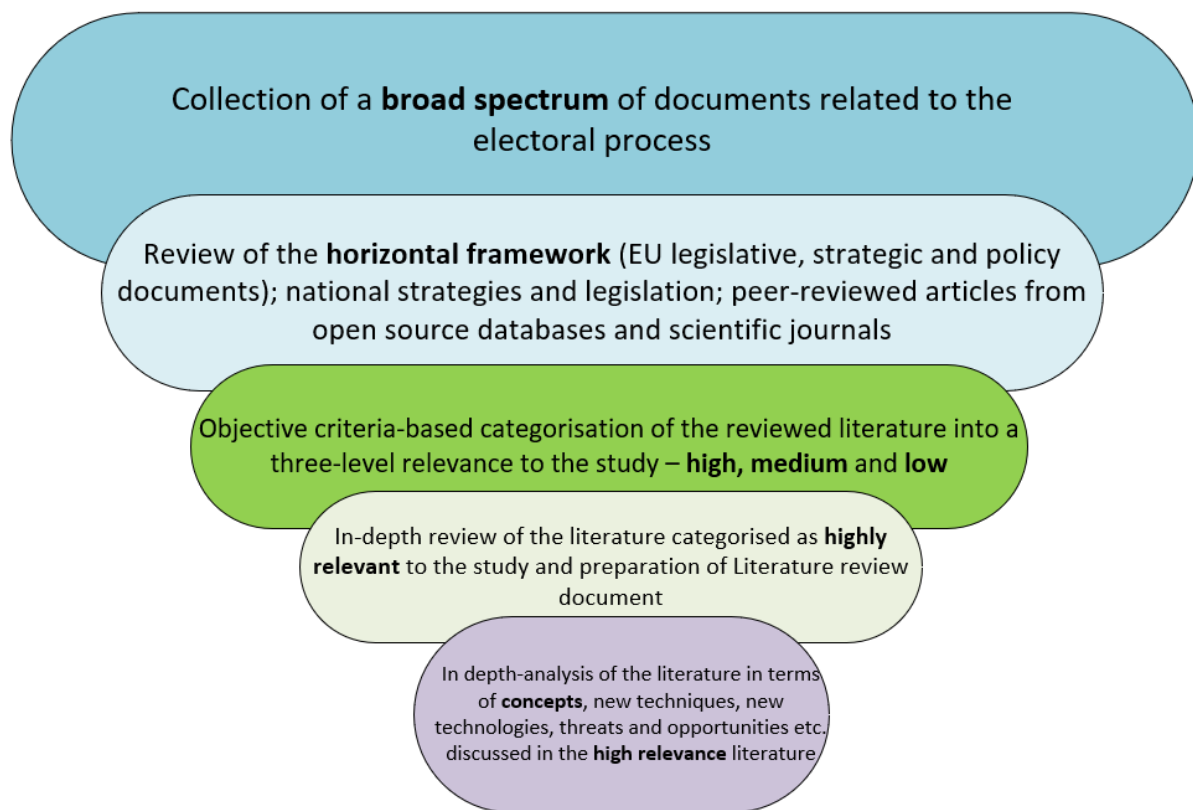 Collection of a broad spectrum of documents related to the
electoral process
Review of the horizontal framework (EU legislative, strategic and policy
documents); national strategies and legislation; peer-reviewed articles from
open source databases and scientific journals
Objective criteria-based categorisation of the reviewed literature into a
three-level relevance to the study – high, medium and low
In-depth review of the literature categorised as highly
relevant to the study and preparation of Literature review
document
In depth-analysis of the literature in terms
of concepts, new techniques, new
technologies, threats and opportunities etc.
discussed in the high relevance literature